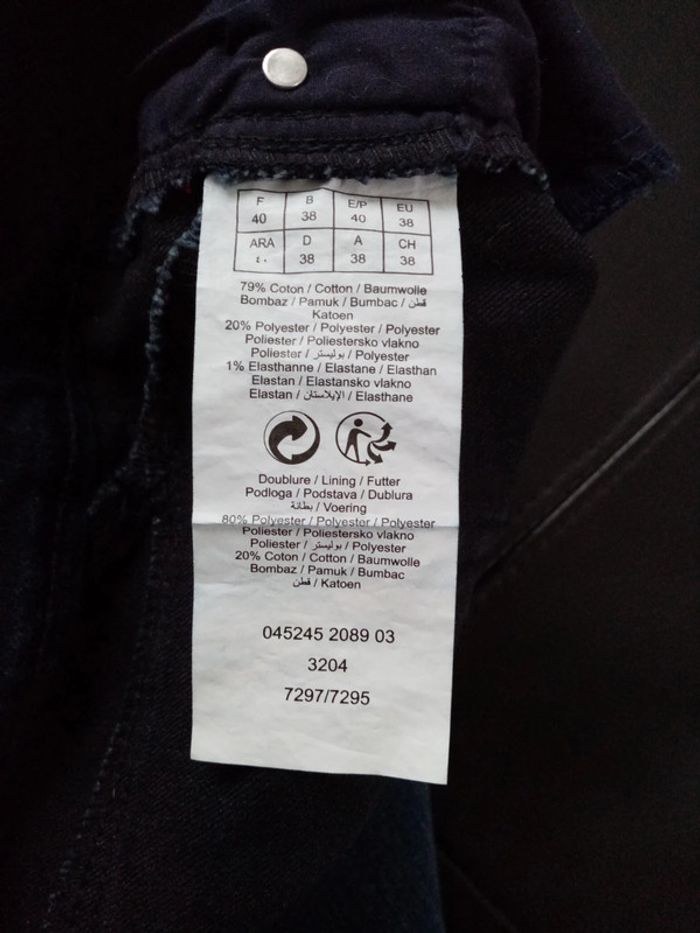 F B E/P EU
40 38 40 38
ARA D A CH
٤٠ 38 38 38
79% Coton / Cotton / Baumwolle
Bombaz / Pamuk / Bumbac / قطن
Katoen
20% Polyester / Polyester / Polyester
Poliester / Poliestersko vlakno
Poliester / بوليستر / Polyester
1% Elasthanne / Elastane / Elasthan
Elastan / Elastansko vlakno
Elastan / الإيلاستان / Elasthane
Doublure / Lining / Futter
Podloga / Podstava / Dublura
بطانة / Voering
80% Polyester / Polyester / Polyester
Poliester / Poliestersko vlakno
Poliester / بوليستر / Polyester
20% Coton / Cotton / Baumwolle
Bombaz / Pamuk / Bumbac
قطن / Katoen
045245 2089 03
3204
7297/7295